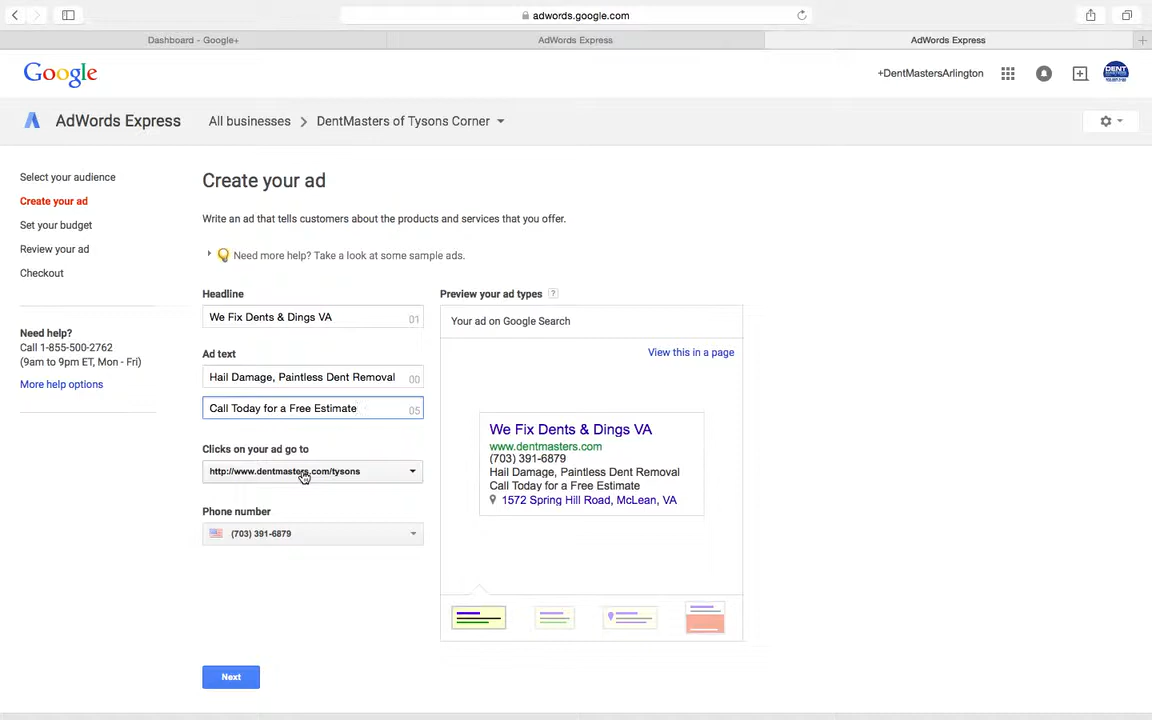 adwords.google.com
Dashboard - Google+
AdWords Express
AdWords Express
Google
+DentMastersArlington
DENT
AdWords Express
All businesses
DentMasters of Tysons Corner
Select your audience
Create your ad
Set your budget
Review your ad
Checkout
Need help?
Call 1-855-500-2762
(9am to 9pm ET, Mon - Fri)
More help options
Create your ad
Write an ad that tells customers about the products and services that you offer.
Need more help? Take a look at some sample ads.
Headline
We Fix Dents & Dings VA
01
Ad text
Hail Damage, Paintless Dent Removal
00
Call Today for a Free Estimate
05
Clicks on your ad go to
http://www.dentmasters.com/tysons
Phone number
(703) 391-6879
Next
Preview your ad types
?
Your ad on Google Search
View this in a page
We Fix Dents & Dings VA
www.dentmasters.com
(703) 391-6879
Hail Damage, Paintless Dent Removal
Call Today for a Free Estimate
1572 Spring Hill Road, McLean, VA